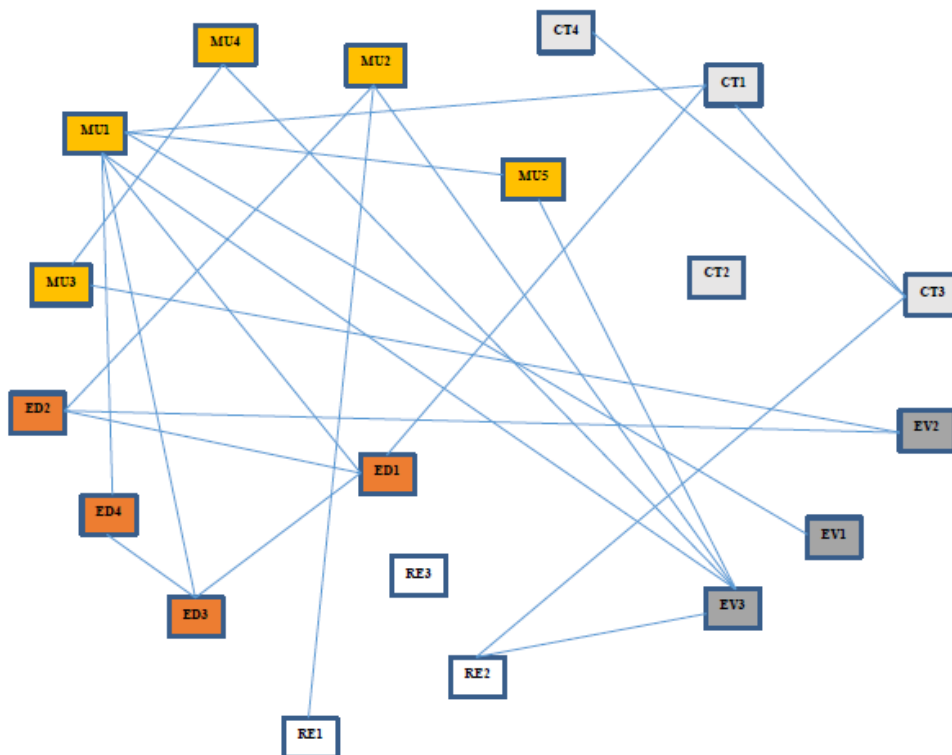 CT4
MU4
MU2
CT1
MU1
MU5
CT2
MU3
CT3
ED2
EV2
ED1
ED4
EV1
RE3
EV3
ED3
RE2
RE1